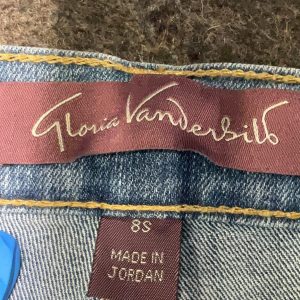 Gloria Vanderbilt
8S
MADE IN
JORDAN